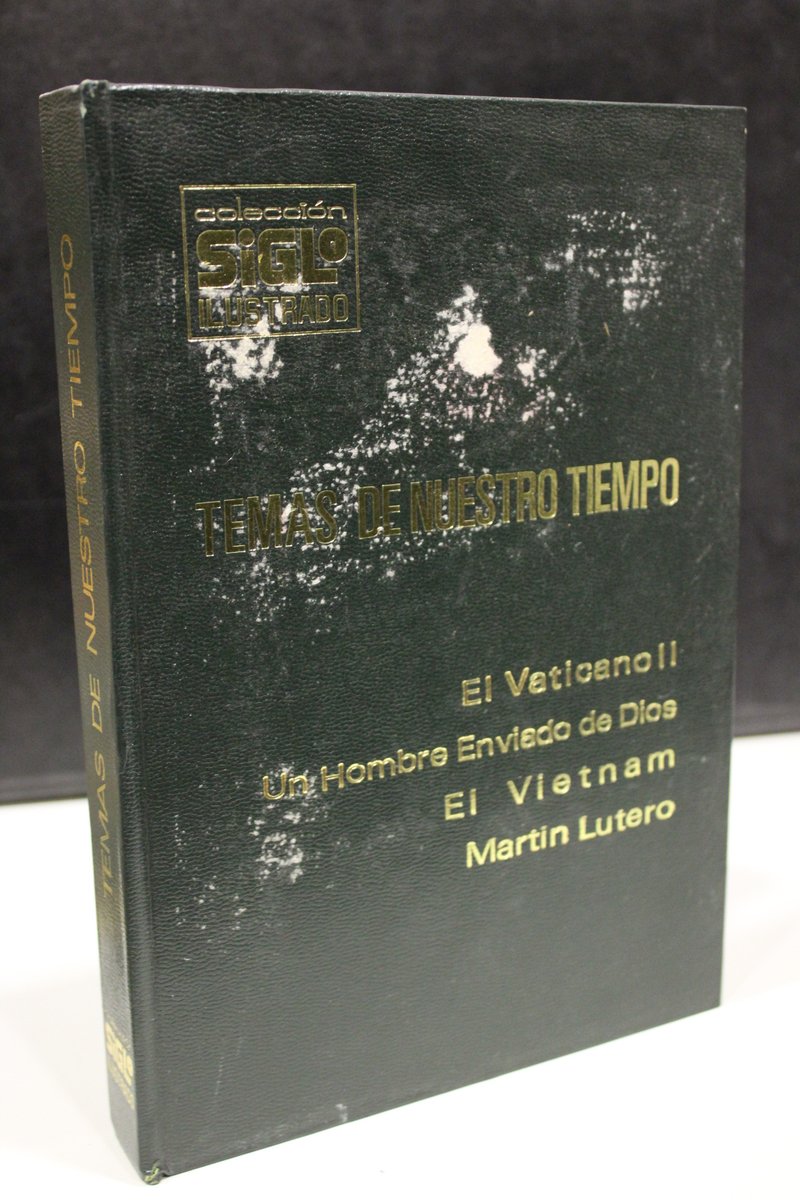 colección
SiGLo
ILUSTRADO
TEMAS DE NUESTRO TIEMPO
El Vaticano II
Un Hombre Enviado de Dios
El Vietnam
Martin Lutero
TEMAS DE NUESTRO TIEMPO
SiGLo